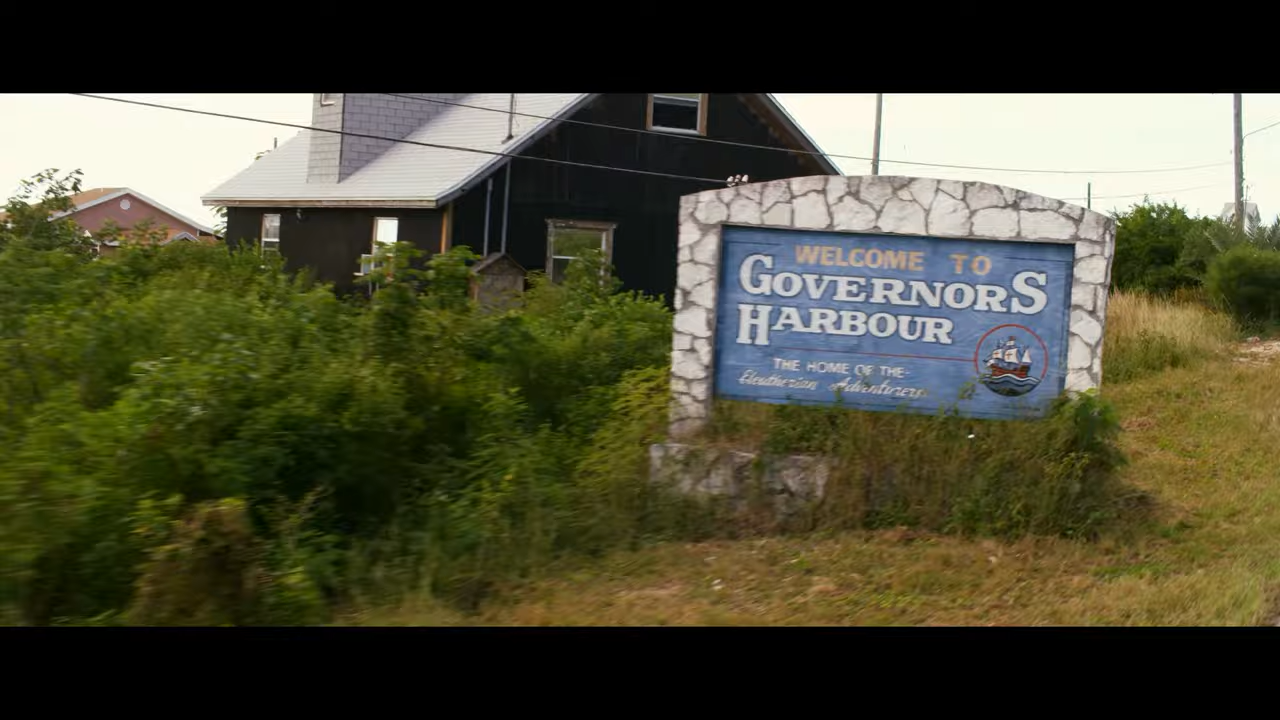 WELCOME TO
GOVERNORS
HARBOUR
THE HOME OF THE-
Eleutherian Adventurers